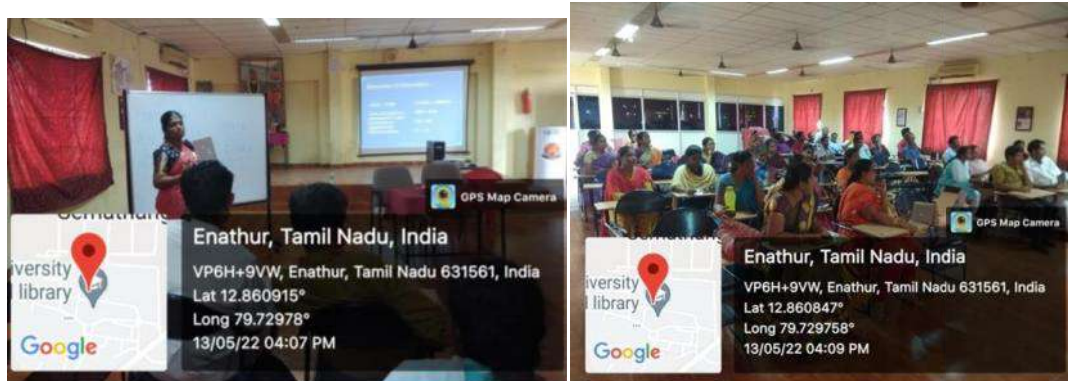 GPS Map Camera
Enathur, Tamil Nadu, India
VP6H+9VW, Enathur, Tamil Nadu 631561, India
Lat 12.860915°
Long 79.72978°
13/05/22 04:07 PM
iversity
l library
Google
GPS Map Camera
Enathur, Tamil Nadu, India
VP6H+9VW, Enathur, Tamil Nadu 631561, India
Lat 12.860847°
Long 79.729758°
13/05/22 04:09 PM
iversity
l library
Google